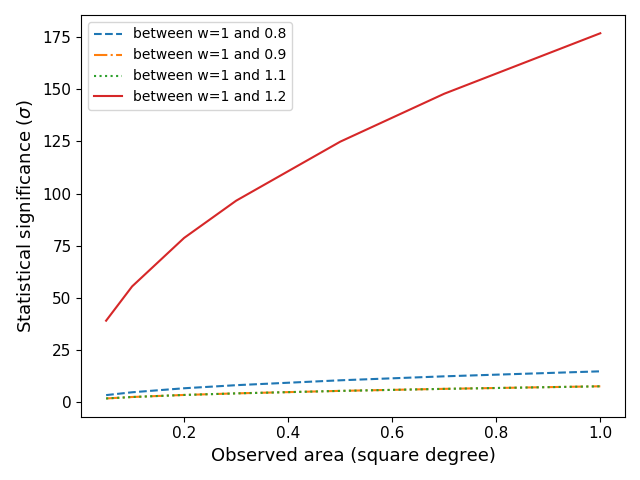 between w=1 and 0.8
between w=1 and 0.9
between w=1 and 1.1
between w=1 and 1.2
Statistical significance (σ)
175
150
125
100
75
50
25
0
0.2 0.4 0.6 0.8 1.0
Observed area (square degree)